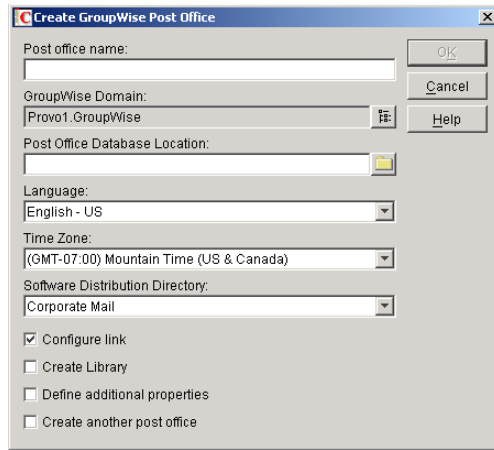 Create GroupWise Post Office
Post office name:
OK
Cancel
Help
GroupWise Domain:
Provo1.GroupWise
Post Office Database Location:
Language:
English - US
Time Zone:
(GMT-07:00) Mountain Time (US & Canada)
Software Distribution Directory:
Corporate Mail
Configure link
Create Library
Define additional properties
Create another post office